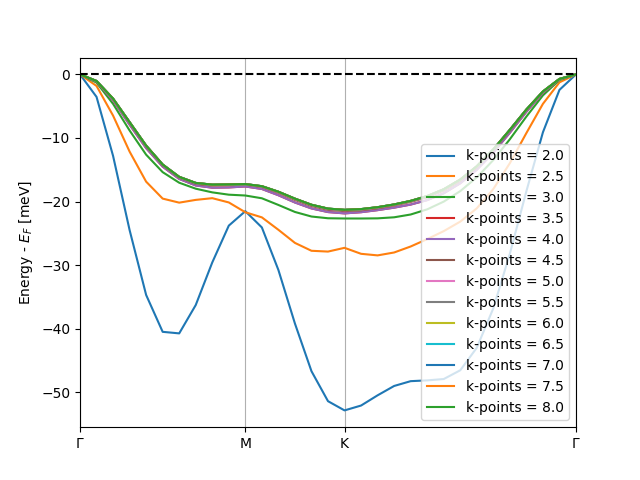 0
−10
−20
−30
−40
−50
Energy - E_F [meV]
k-points = 2.0
k-points = 2.5
k-points = 3.0
k-points = 3.5
k-points = 4.0
k-points = 4.5
k-points = 5.0
k-points = 5.5
k-points = 6.0
k-points = 6.5
k-points = 7.0
k-points = 7.5
k-points = 8.0
Γ M K Γ